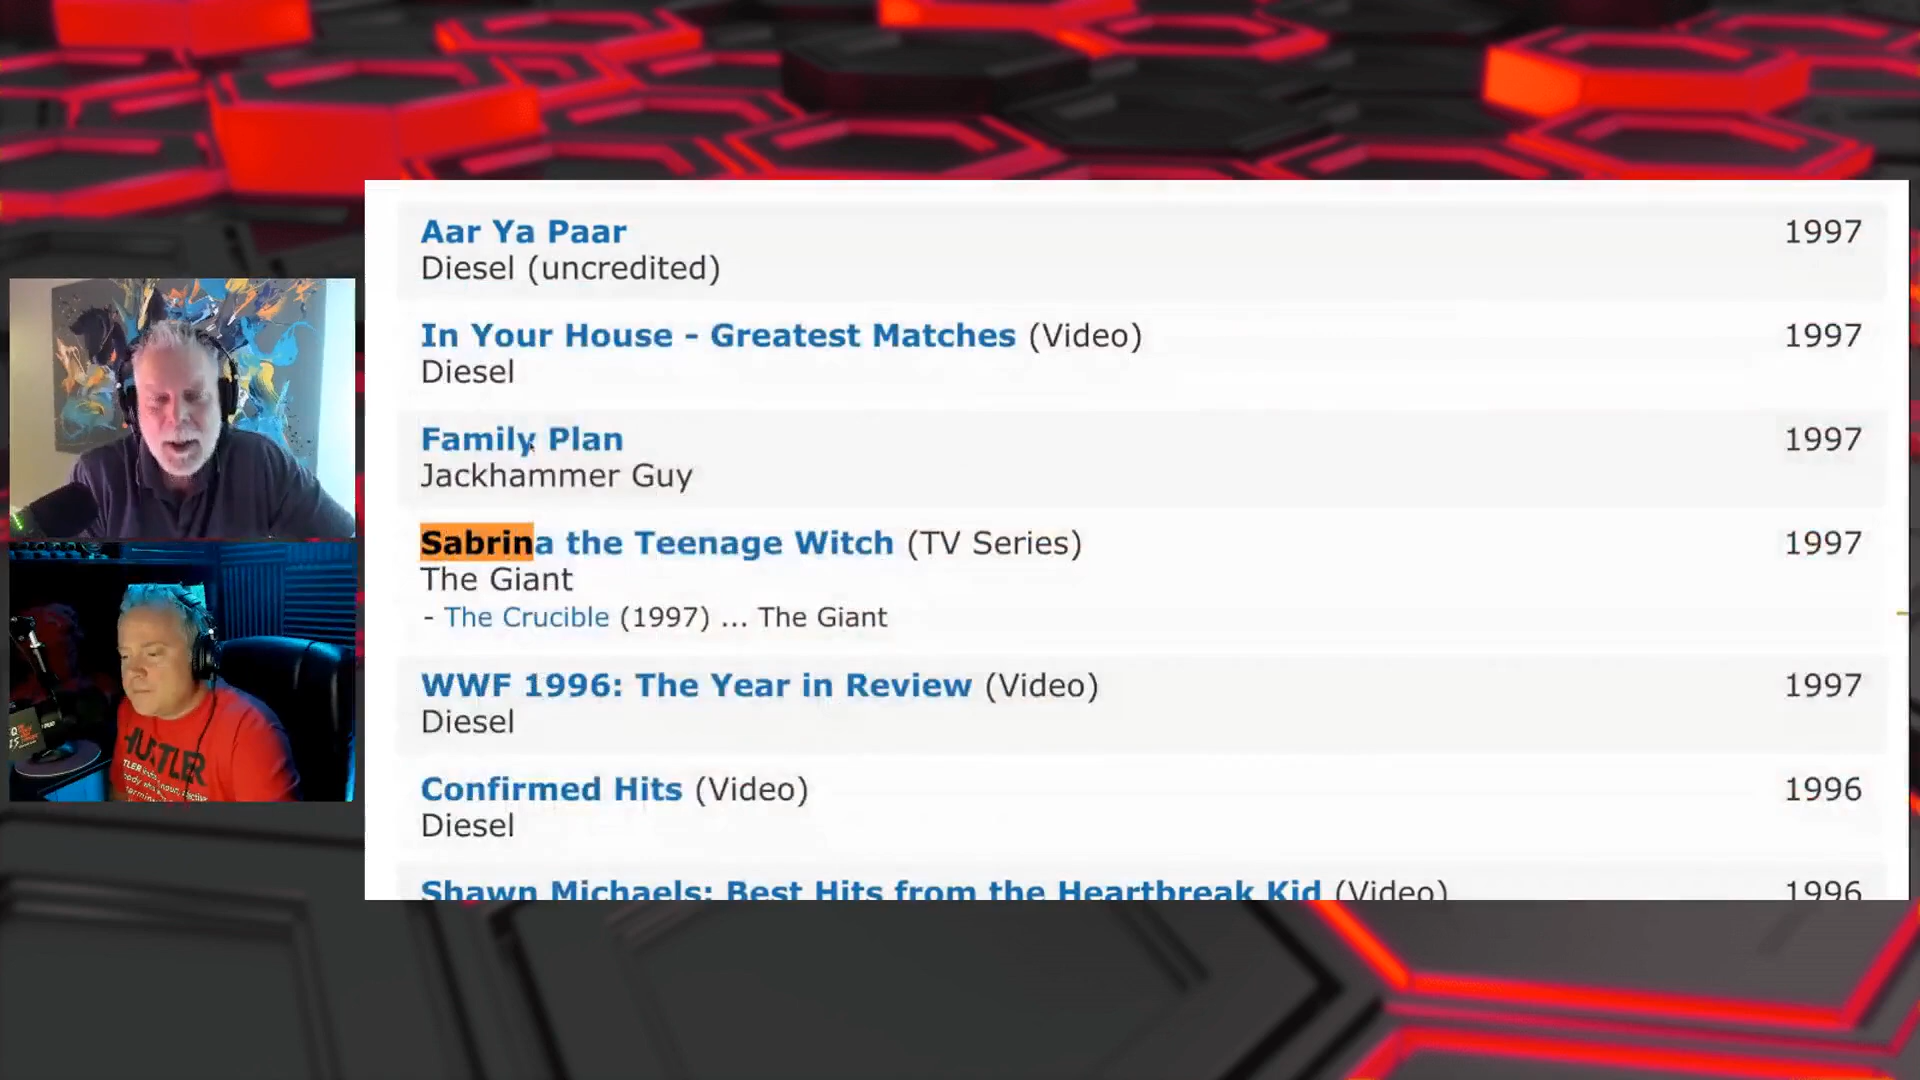 Aar Ya Paar 1997
Diesel (uncredited)
In Your House - Greatest Matches (Video) 1997
Diesel
Family Plan 1997
Jackhammer Guy
Sabrina the Teenage Witch (TV Series) 1997
The Giant
- The Crucible (1997) ... The Giant
WWF 1996: The Year in Review (Video) 1997
Diesel
Confirmed Hits (Video) 1996
Diesel
Shawn Michaels: Best Hits from the Heartbreak Kid (Video) 1996
HUSTLER